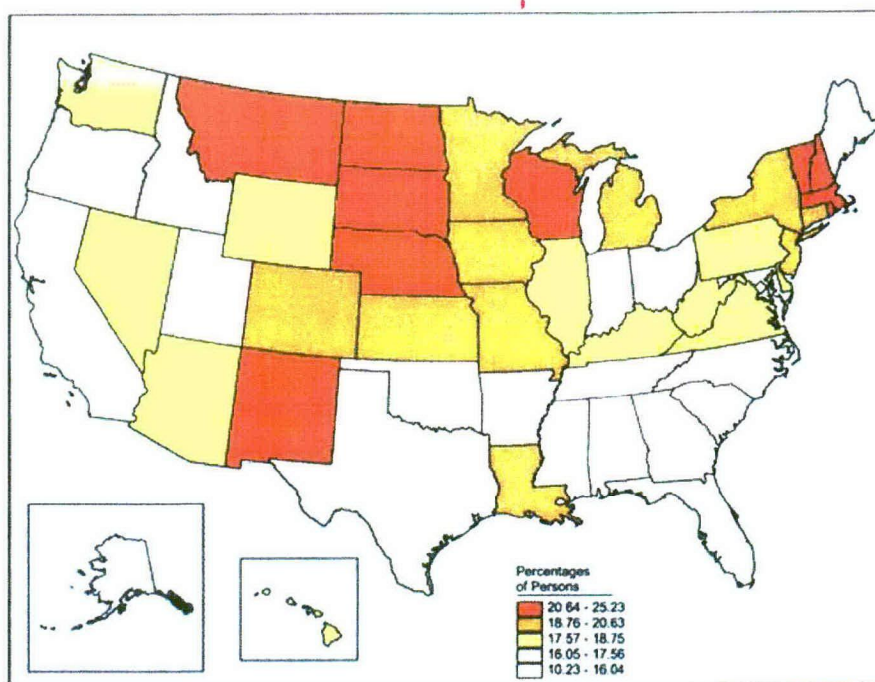 Percentages
of Persons
20 64 - 25.23
18.76 - 20.63
17 57 - 18.75
16.05 - 17.56
10.23 - 16.04